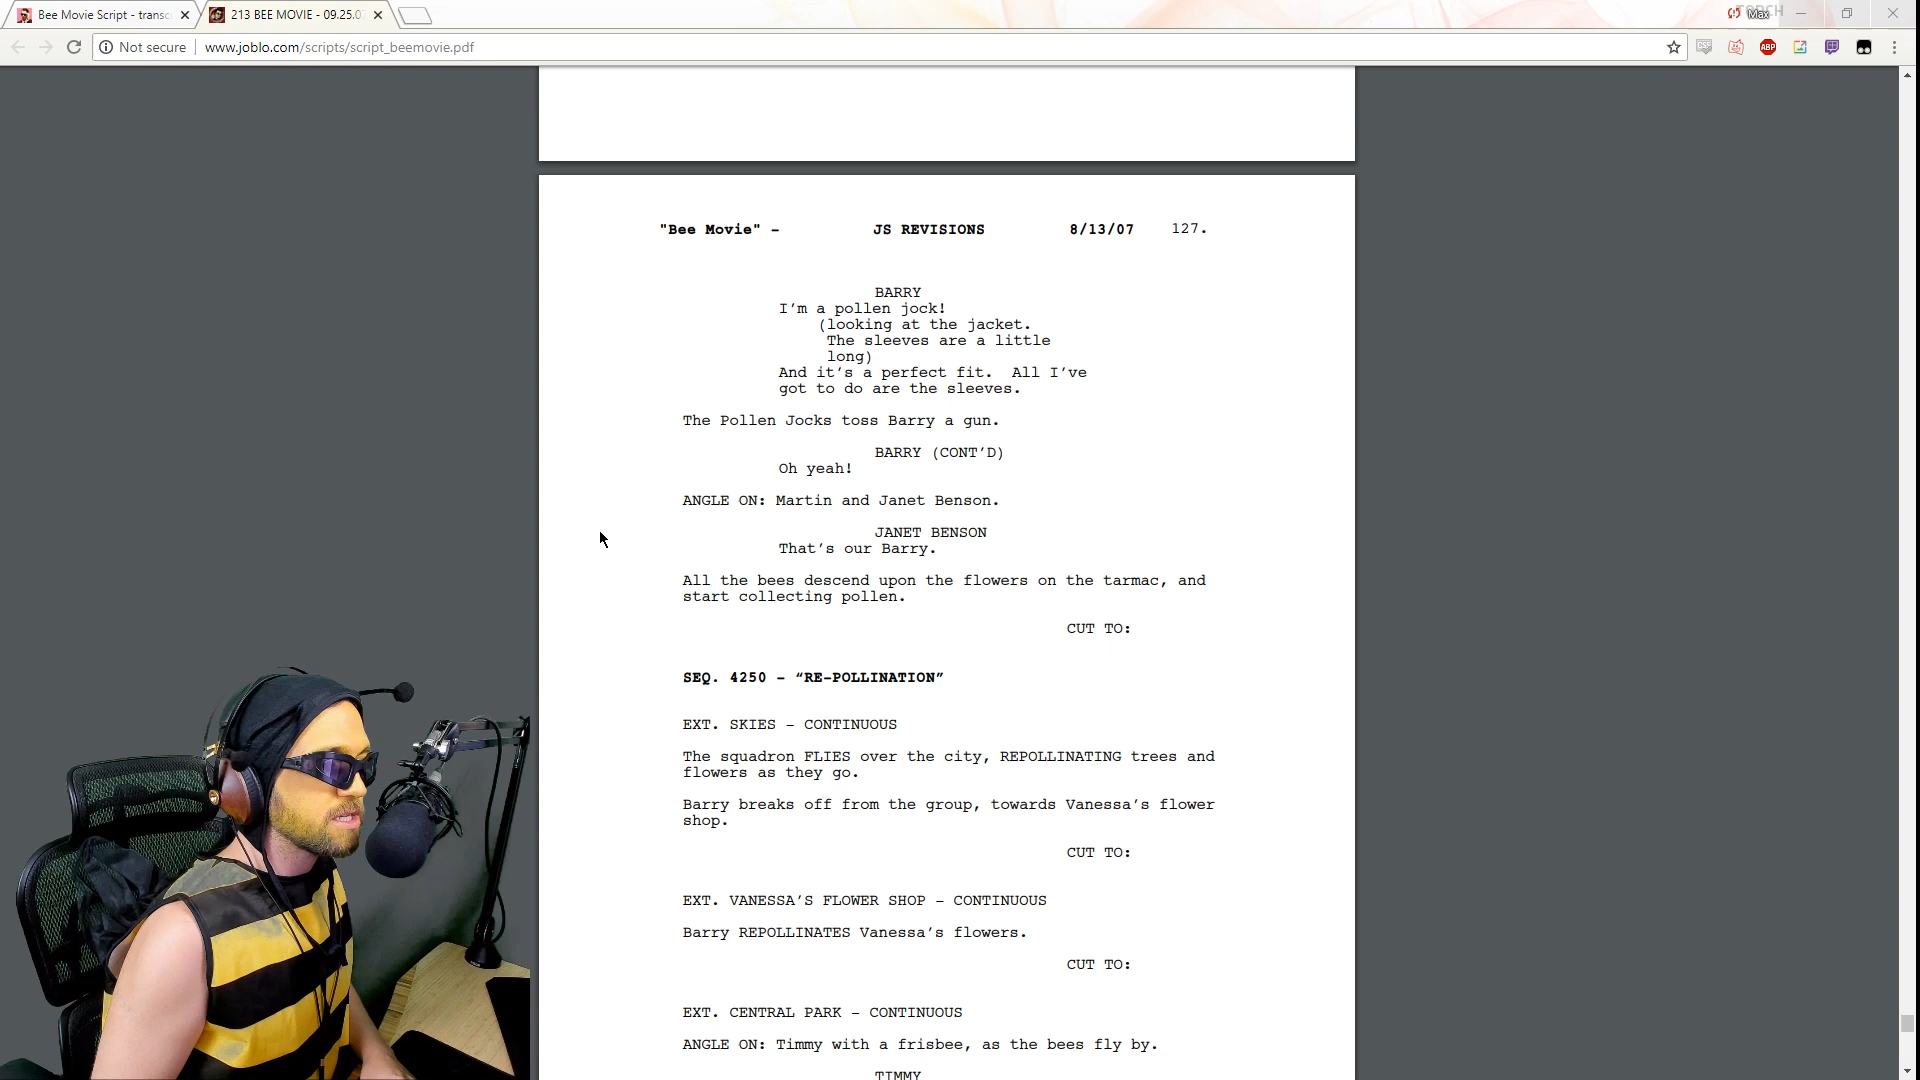 Bee Movie Script - transc
213 BEE MOVIE - 09.25.0
Max
Not secure
www.joblo.com/scripts/script_beemovie.pdf
ABP
"Bee Movie" - JS REVISIONS 8/13/07 127.
BARRY
I’m a pollen jock!
(looking at the jacket.
The sleeves are a little
long)
And it’s a perfect fit. All I’ve
got to do are the sleeves.
The Pollen Jocks toss Barry a gun.
BARRY (CONT’D)
Oh yeah!
ANGLE ON: Martin and Janet Benson.
JANET BENSON
That’s our Barry.
All the bees descend upon the flowers on the tarmac, and
start collecting pollen.
CUT TO:
SEQ. 4250 - “RE-POLLINATION”
EXT. SKIES - CONTINUOUS
The squadron FLIES over the city, REPOLLINATING trees and
flowers as they go.
Barry breaks off from the group, towards Vanessa’s flower
shop.
CUT TO:
EXT. VANESSA’S FLOWER SHOP - CONTINUOUS
Barry REPOLLINATES Vanessa’s flowers.
CUT TO:
EXT. CENTRAL PARK - CONTINUOUS
ANGLE ON: Timmy with a frisbee, as the bees fly by.
TIMMY